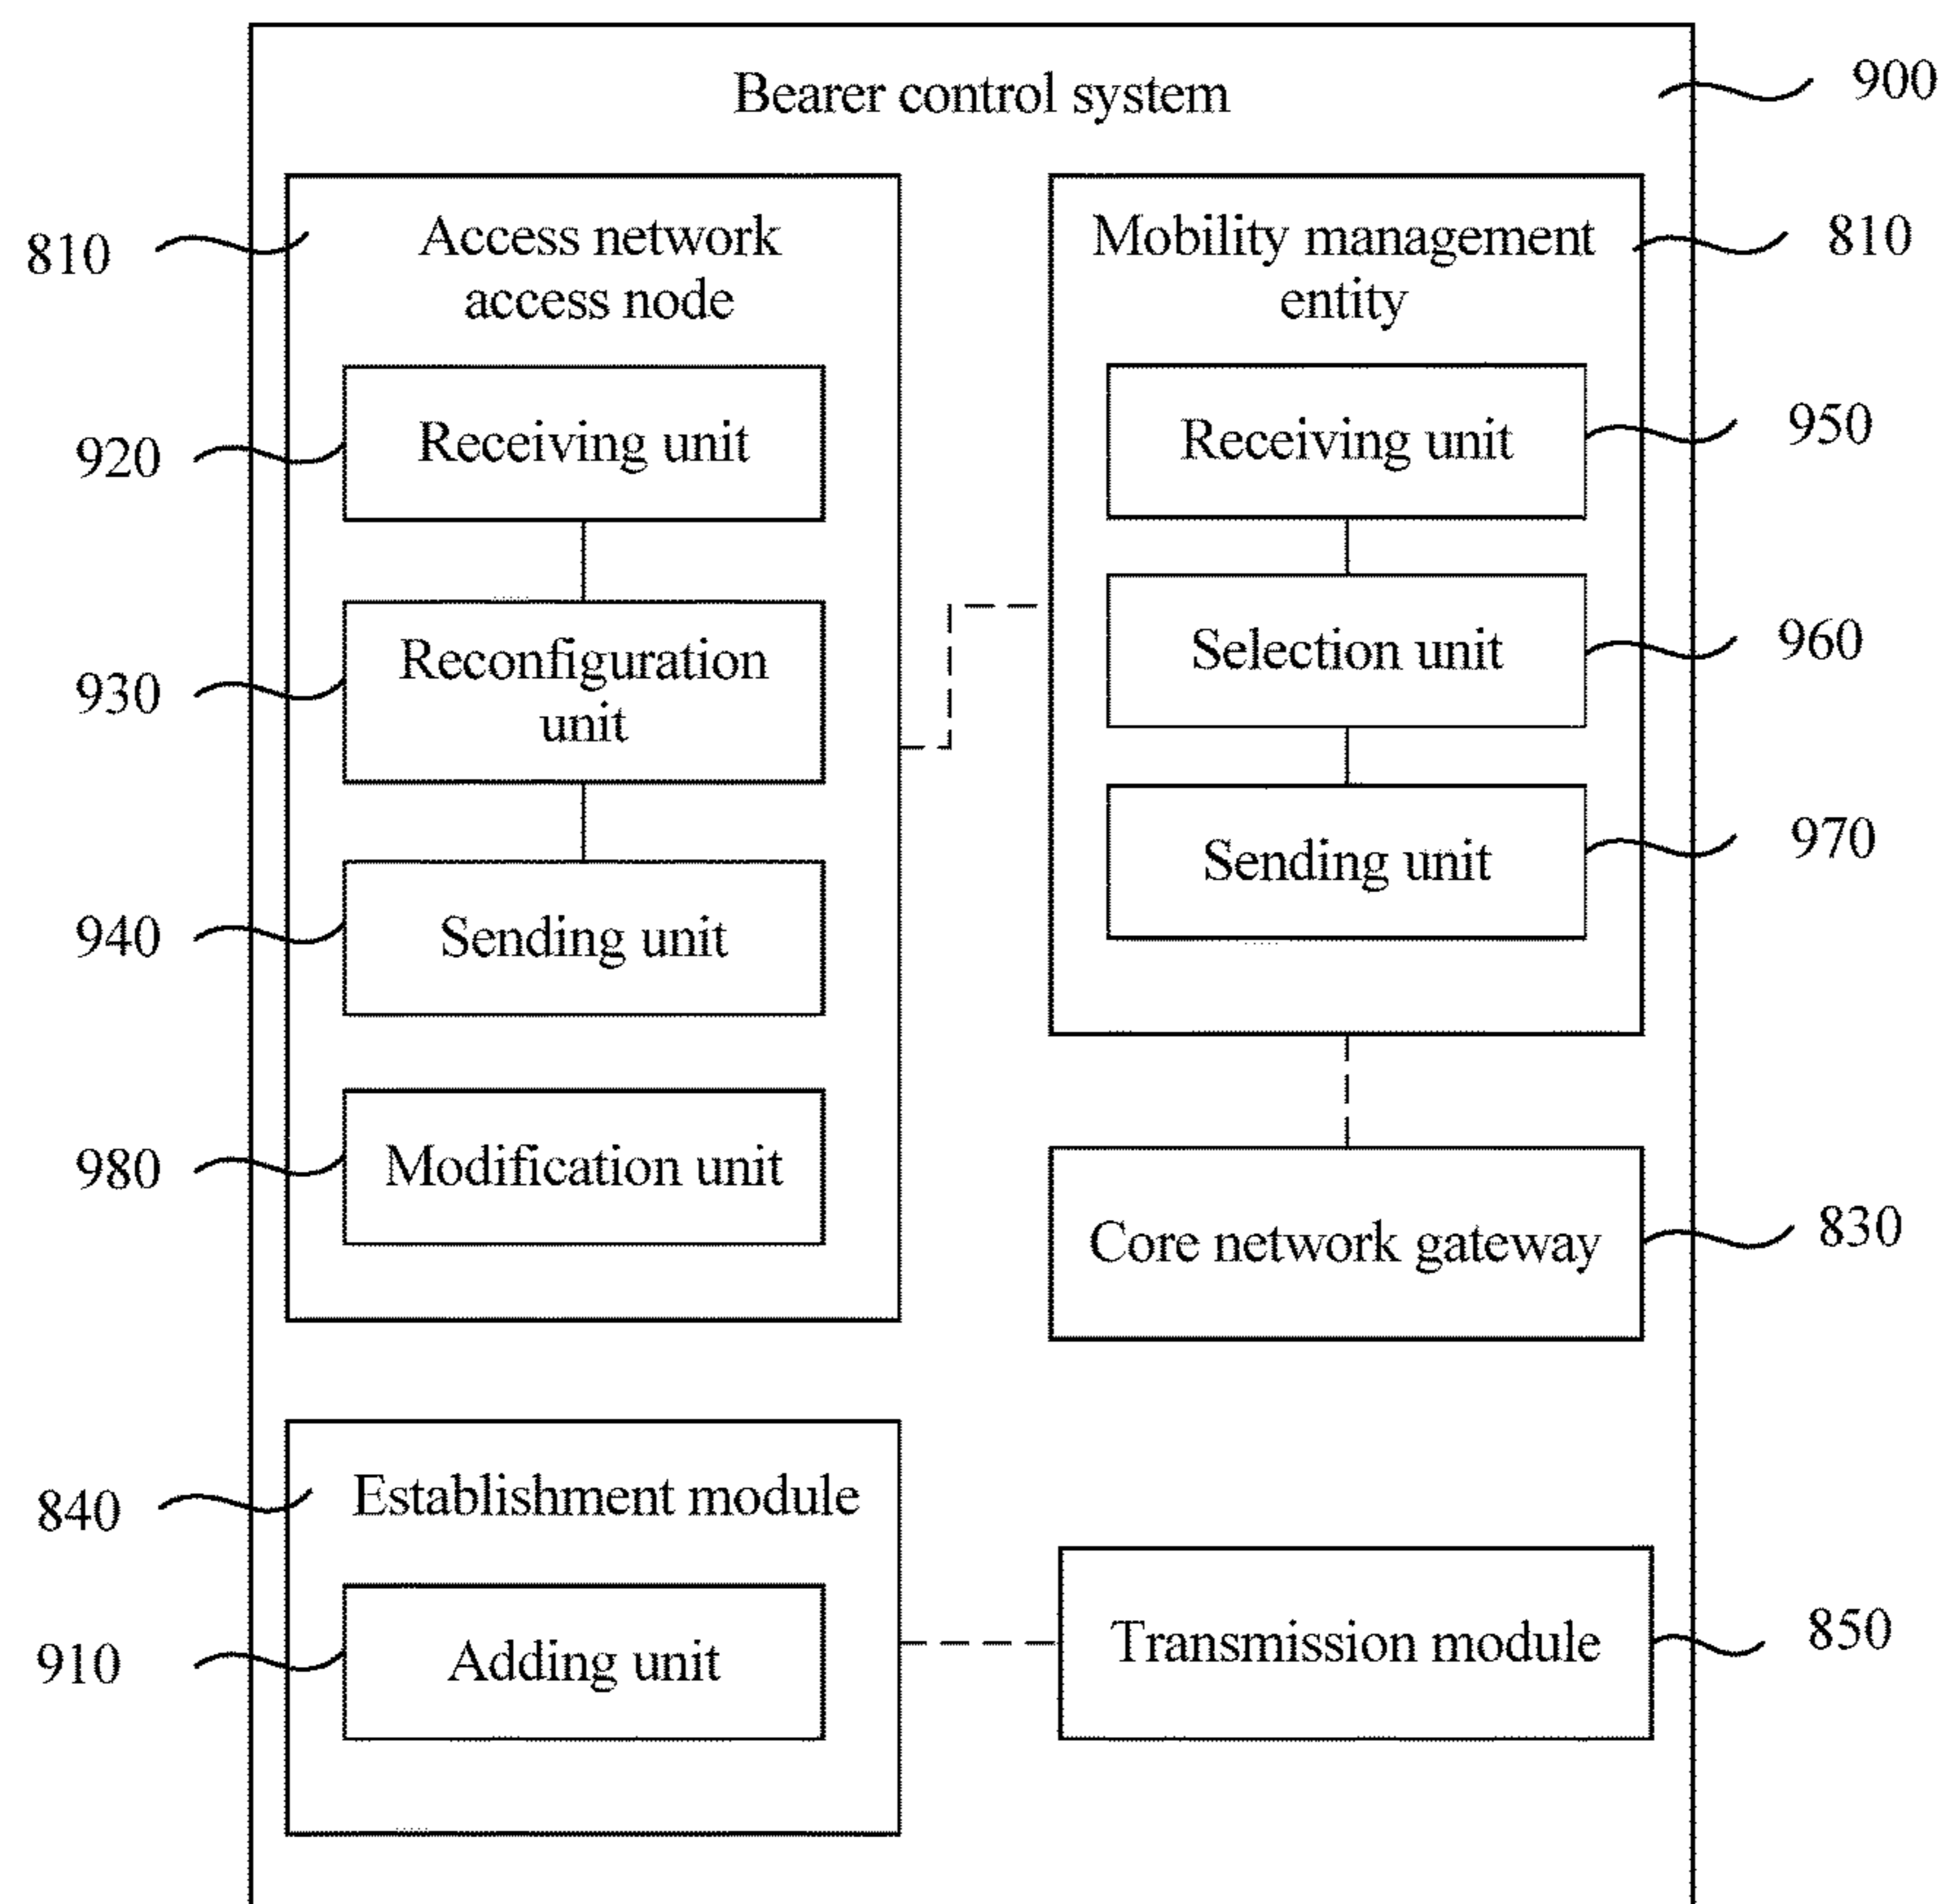 Bearer control system
900
810
Access network
access node
920
Receiving unit
930
Reconfiguration
unit
940
Sending unit
980
Modification unit
Mobility management
entity
810
Receiving unit
950
Selection unit
960
Sending unit
970
Core network gateway
830
840
Establishment module
910
Adding unit
Transmission module
850